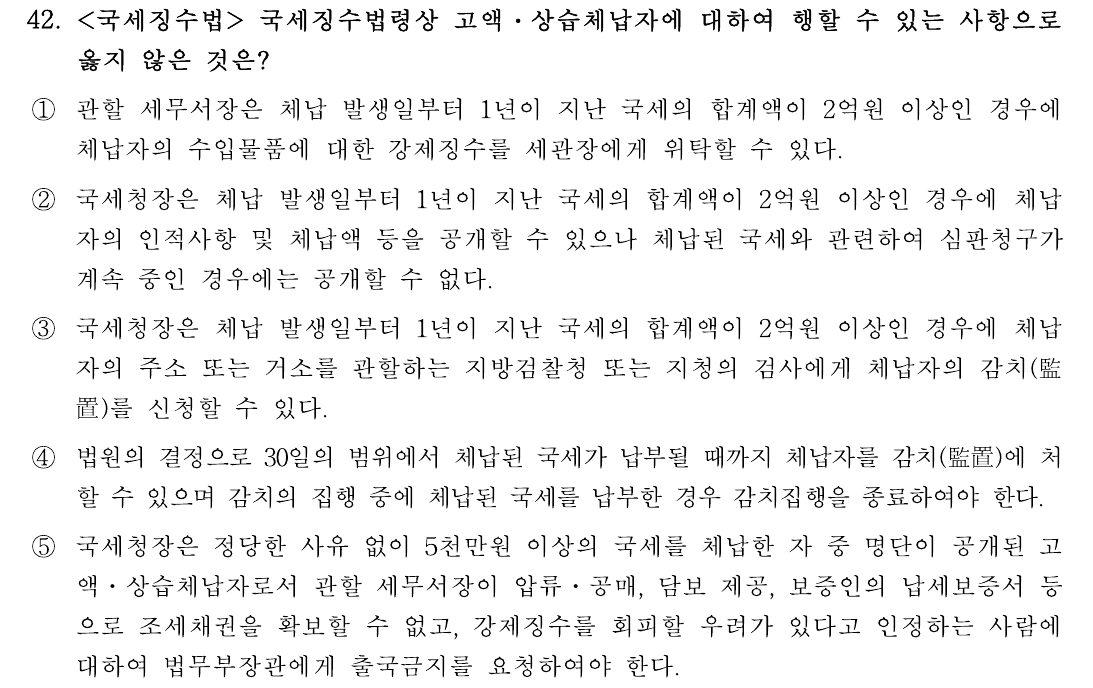 42. <국세징수법> 국세징수법령상 고액·상습체납자에 대하여 행할 수 있는 사항으로
옳지 않은 것은?
① 관할 세무서장은 체납 발생일부터 1년이 지난 국세의 합계액이 2억원 이상인 경우에
체납자의 수입물품에 대한 강제징수를 세관장에게 위탁할 수 있다.
② 국세청장은 체납 발생일부터 1년이 지난 국세의 합계액이 2억원 이상인 경우에 체납
자의 인적사항 및 체납액 등을 공개할 수 있으나 체납된 국세와 관련하여 심판청구가
계속 중인 경우에는 공개할 수 없다.
③ 국세청장은 체납 발생일부터 1년이 지난 국세의 합계액이 2억원 이상인 경우에 체납
자의 주소 또는 거소를 관할하는 지방검찰청 또는 지청의 검사에게 체납자의 감치(監
置)를 신청할 수 있다.
④ 법원의 결정으로 30일의 범위에서 체납된 국세가 납부될 때까지 체납자를 감치(監置)에 처
할 수 있으며 감치의 집행 중에 체납된 국세를 납부한 경우 감치집행을 종료하여야 한다.
⑤ 국세청장은 정당한 사유 없이 5천만원 이상의 국세를 체납한 자 중 명단이 공개된 고
액·상습체납자로서 관할 세무서장이 압류·공매, 담보 제공, 보증인의 납세보증서 등
으로 조세채권을 확보할 수 없고, 강제징수를 회피할 우려가 있다고 인정하는 사람에
대하여 법무부장관에게 출국금지를 요청하여야 한다.